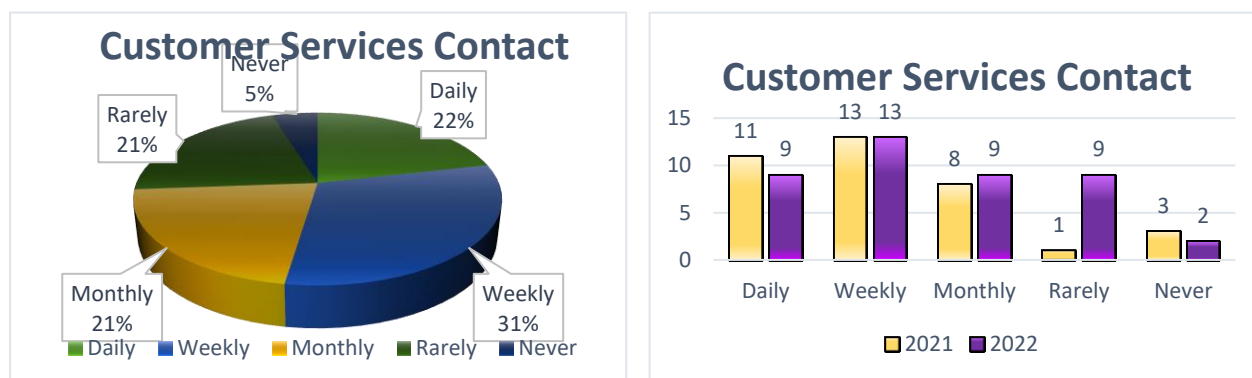 Customer Services Contact
Never
5%
Daily
22%
Rarely
21%
Monthly
21%
Weekly
31%
Daily Weekly Monthly Rarely Never
Customer Services Contact
15
10
5
0
11
9
13
13
8
9
1
9
3
2
Daily Weekly Monthly Rarely Never
2021 2022